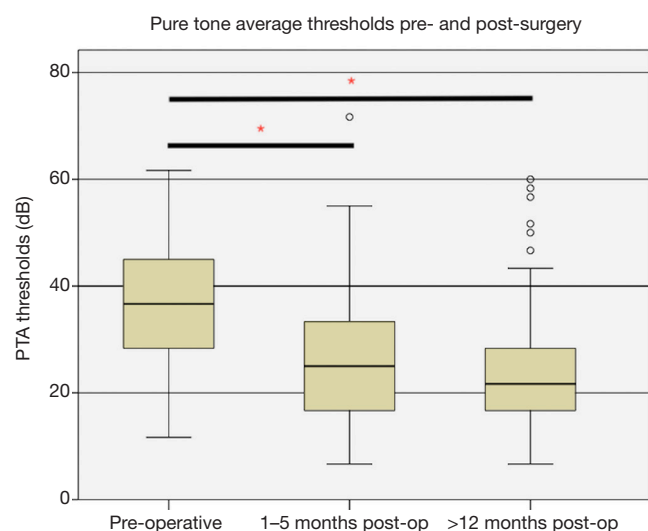 Pure tone average thresholds pre- and post-surgery
80
60
40
20
0
PTA thresholds (dB)
*
*
Pre-operative
1–5 months post-op
>12 months post-op